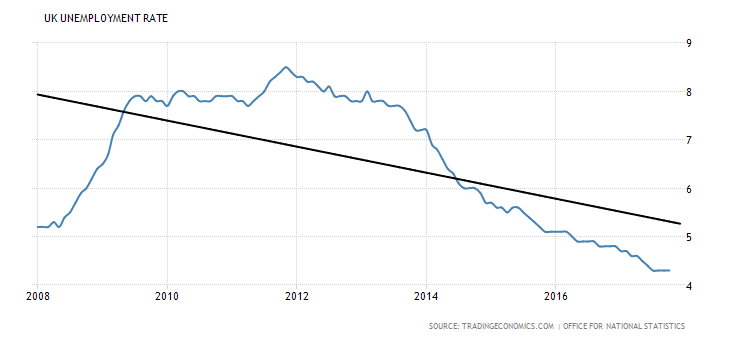 UK UNEMPLOYMENT RATE
9
8
7
6
5
4
2008 2010 2012 2014 2016
SOURCE: TRADINGECONOMICS.COM | OFFICE FOR NATIONAL STATISTICS